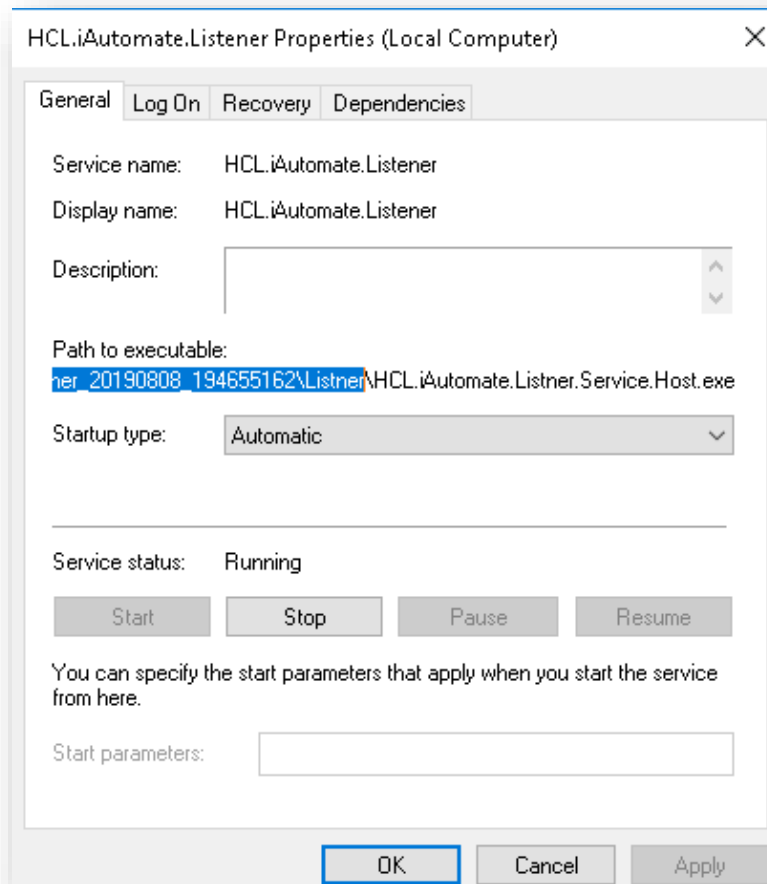 HCL.iAutomate.Listener Properties (Local Computer)
General Log On Recovery Dependencies
Service name: HCL.iAutomate.Listener
Display name: HCL.iAutomate.Listener
Description:
Path to executable:
ner_20190808_194655162\Listner\HCL.iAutomate.Listner.Service.Host.exe
Startup type: Automatic
Service status: Running
Start Stop Pause Resume
You can specify the start parameters that apply when you start the service
from here.
Start parameters:
OK Cancel Apply